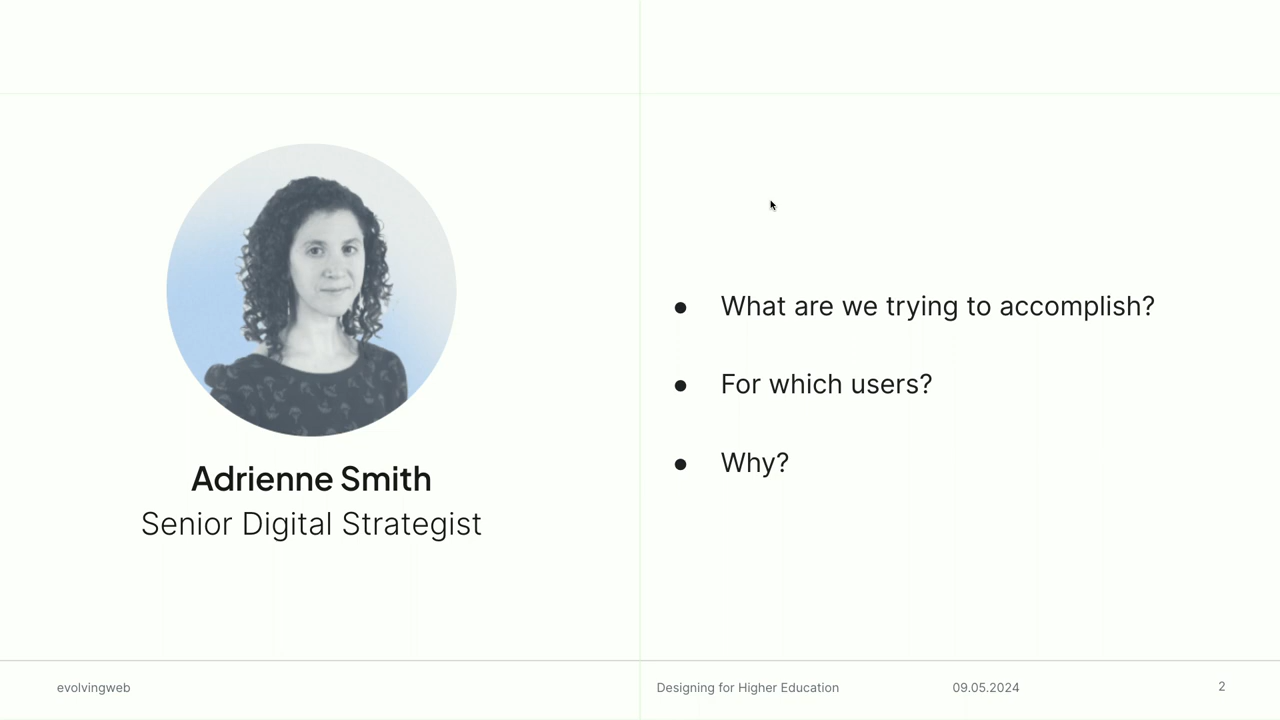 Adrienne Smith
Senior Digital Strategist
● What are we trying to accomplish?
● For which users?
● Why?
evolvingweb
Designing for Higher Education
09.05.2024
2